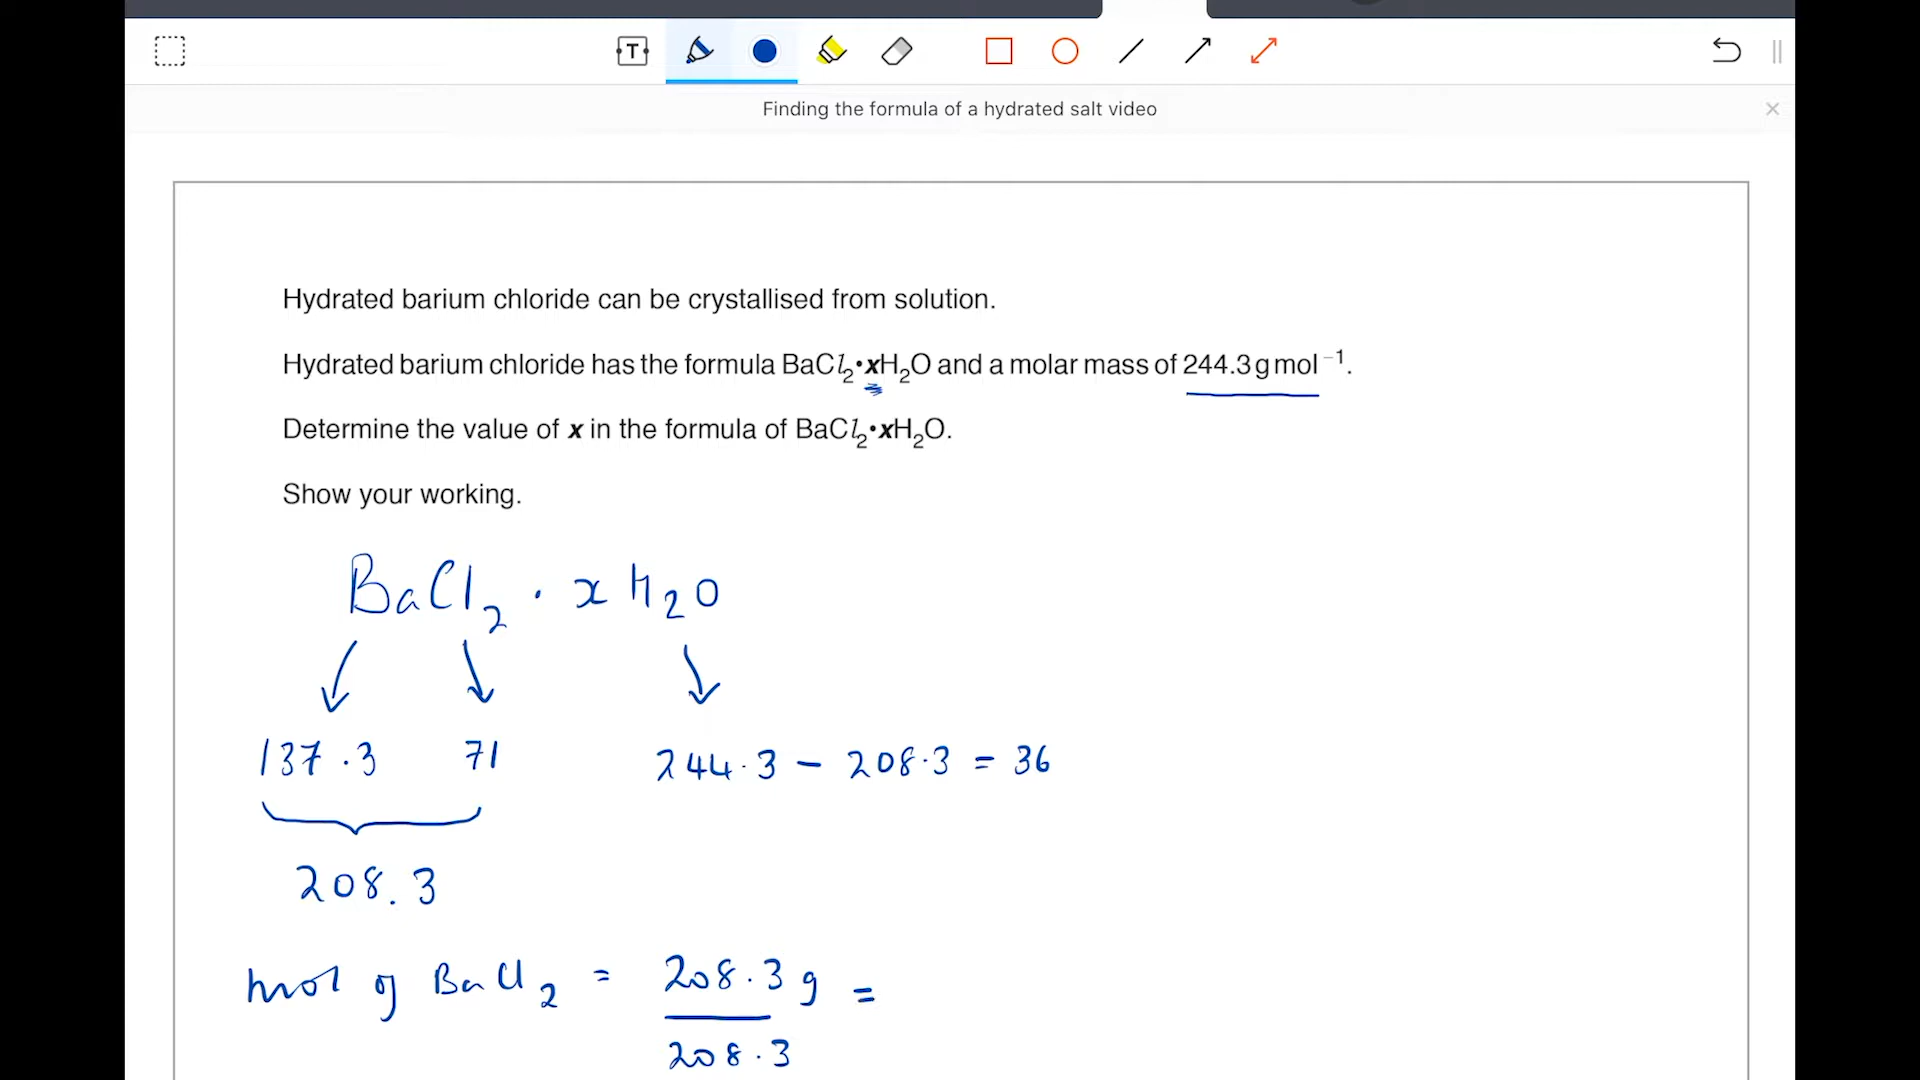 T
Finding the formula of a hydrated salt video
Hydrated barium chloride can be crystallised from solution.
Hydrated barium chloride has the formula BaCl₂•xH₂O and a molar mass of 244.3 g mol⁻¹.
Determine the value of x in the formula of BaCl₂•xH₂O.
Show your working.
BaCl₂ · x H₂O
137.3 71 244.3 − 208.3 = 36
208.3
mol of BaCl₂ = 208.3 g =
208.3